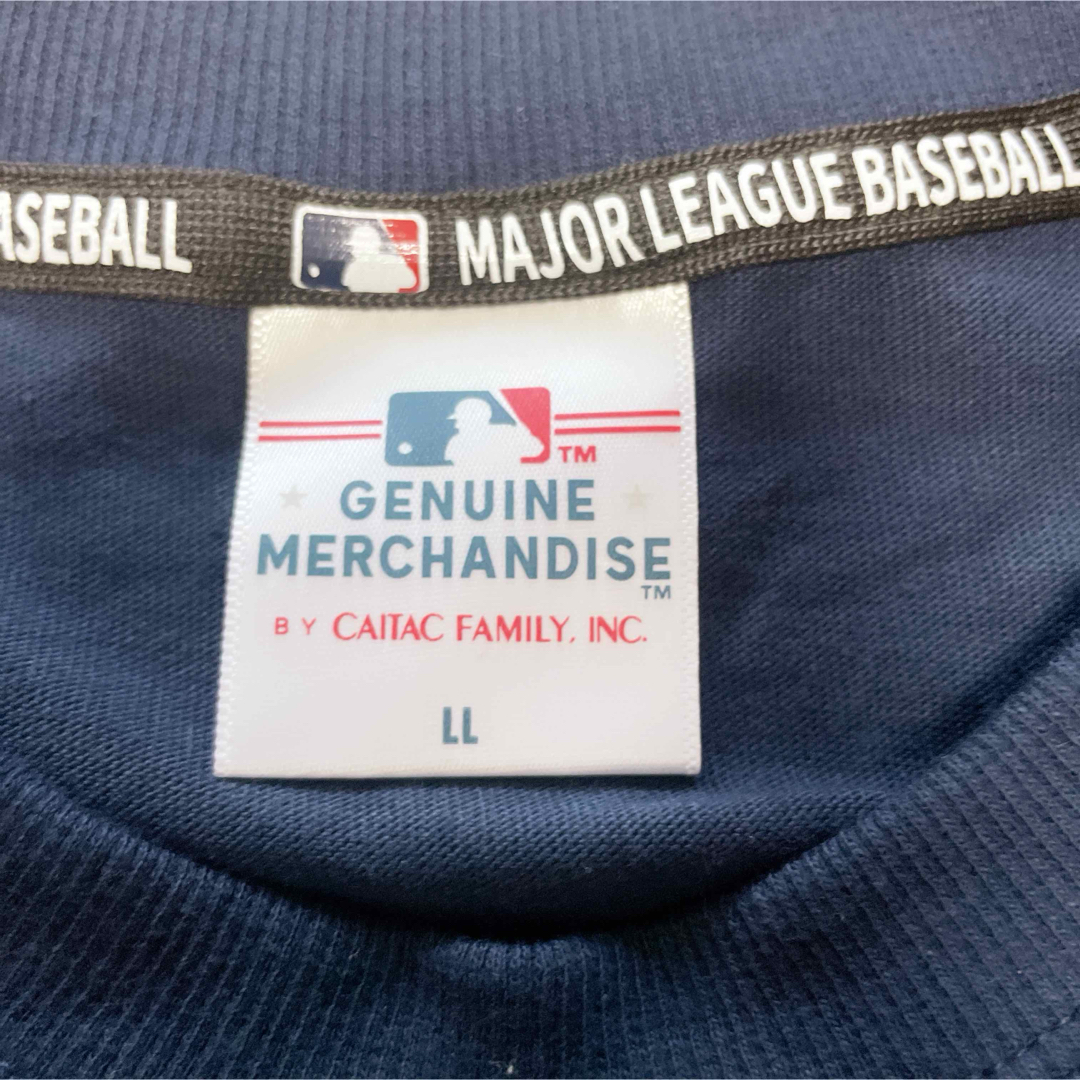 ASEBALL MAJOR LEAGUE BASEBALL
TM
GENUINE
MERCHANDISE
TM
BY CAITAC FAMILY, INC.
LL